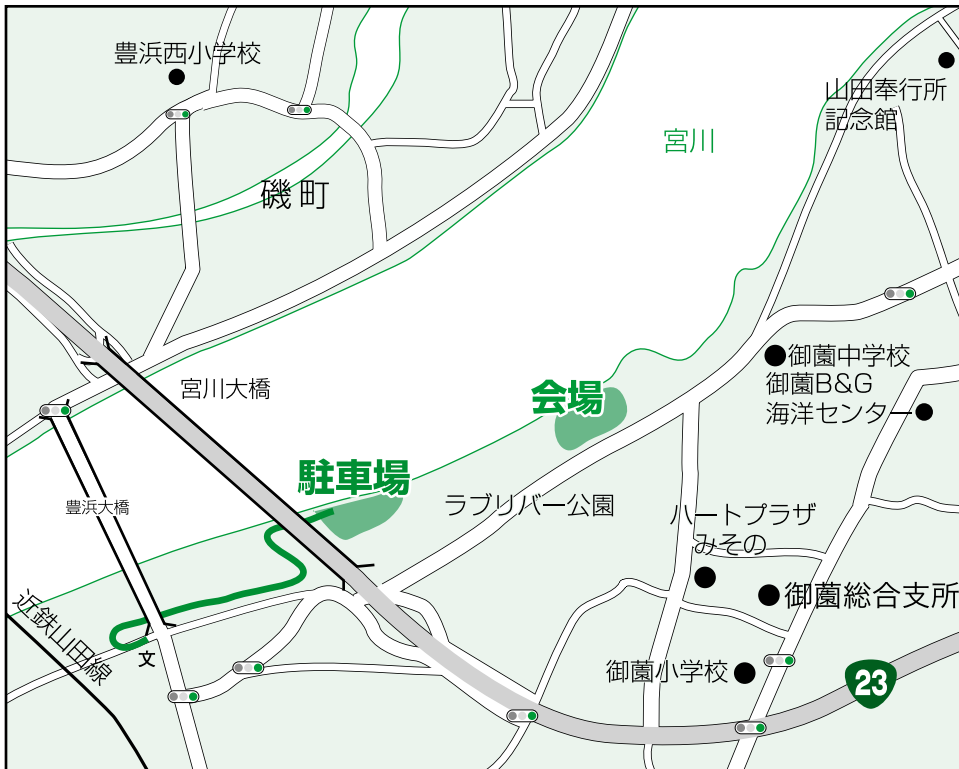 豊浜西小学校
山田奉行所
記念館
宮川
磯町
御薗中学校
御薗B&G
海洋センター
宮川大橋
会場
駐車場
ラブリバー公園
豊浜大橋
ハートプラザ
みその
近鉄山田線
御薗総合支所
文
御薗小学校
23